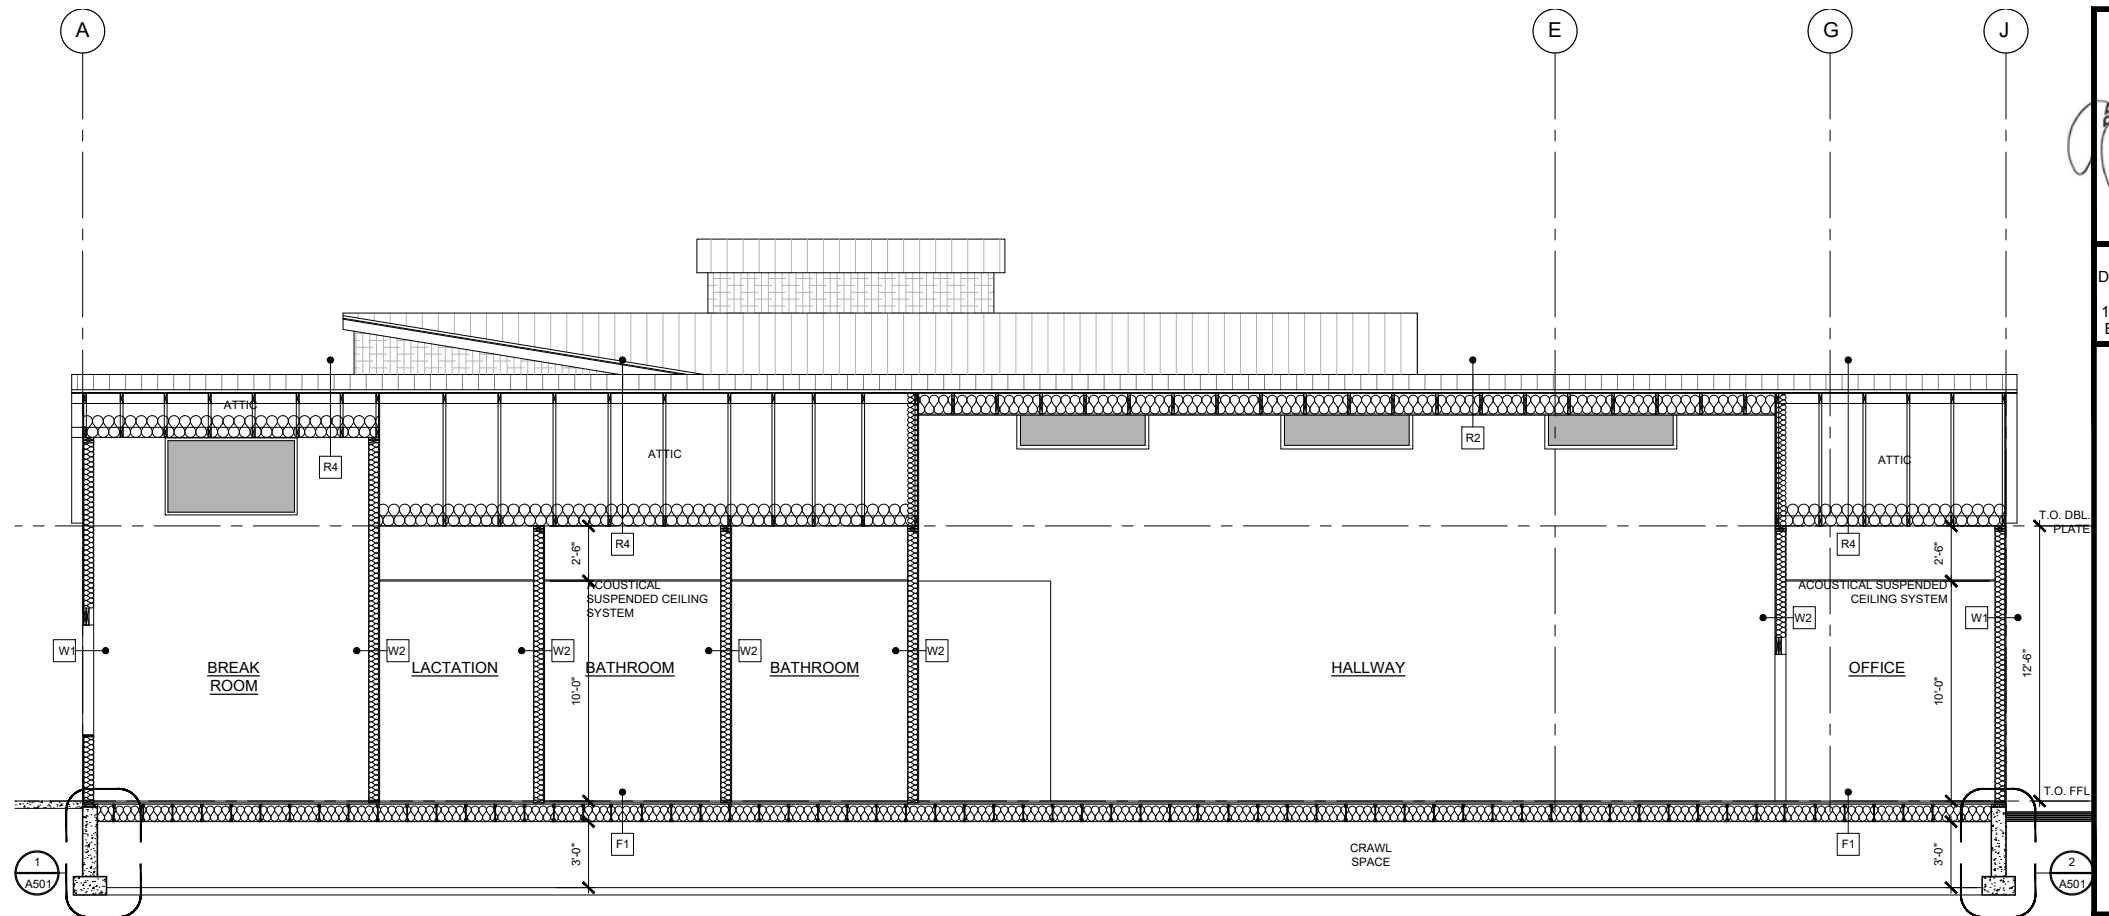 A
E
G
J
D
1
E
ATTIC
R4
ATTIC
R2
ATTIC
T.O. DBL.
PLATE
2'-6"
R4
R4
2'-6"
ACOUSTICAL
SUSPENDED CEILING
SYSTEM
ACOUSTICAL SUSPENDED
CEILING SYSTEM
W2
W1
W1
W2
W2
W2
W2
BREAK
ROOM
LACTATION
BATHROOM
BATHROOM
HALLWAY
OFFICE
10'-0"
10'-0"
12'-6"
T.O. FFL
F1
F1
3'-0"
3'-0"
CRAWL
SPACE
1
A501
2
A501